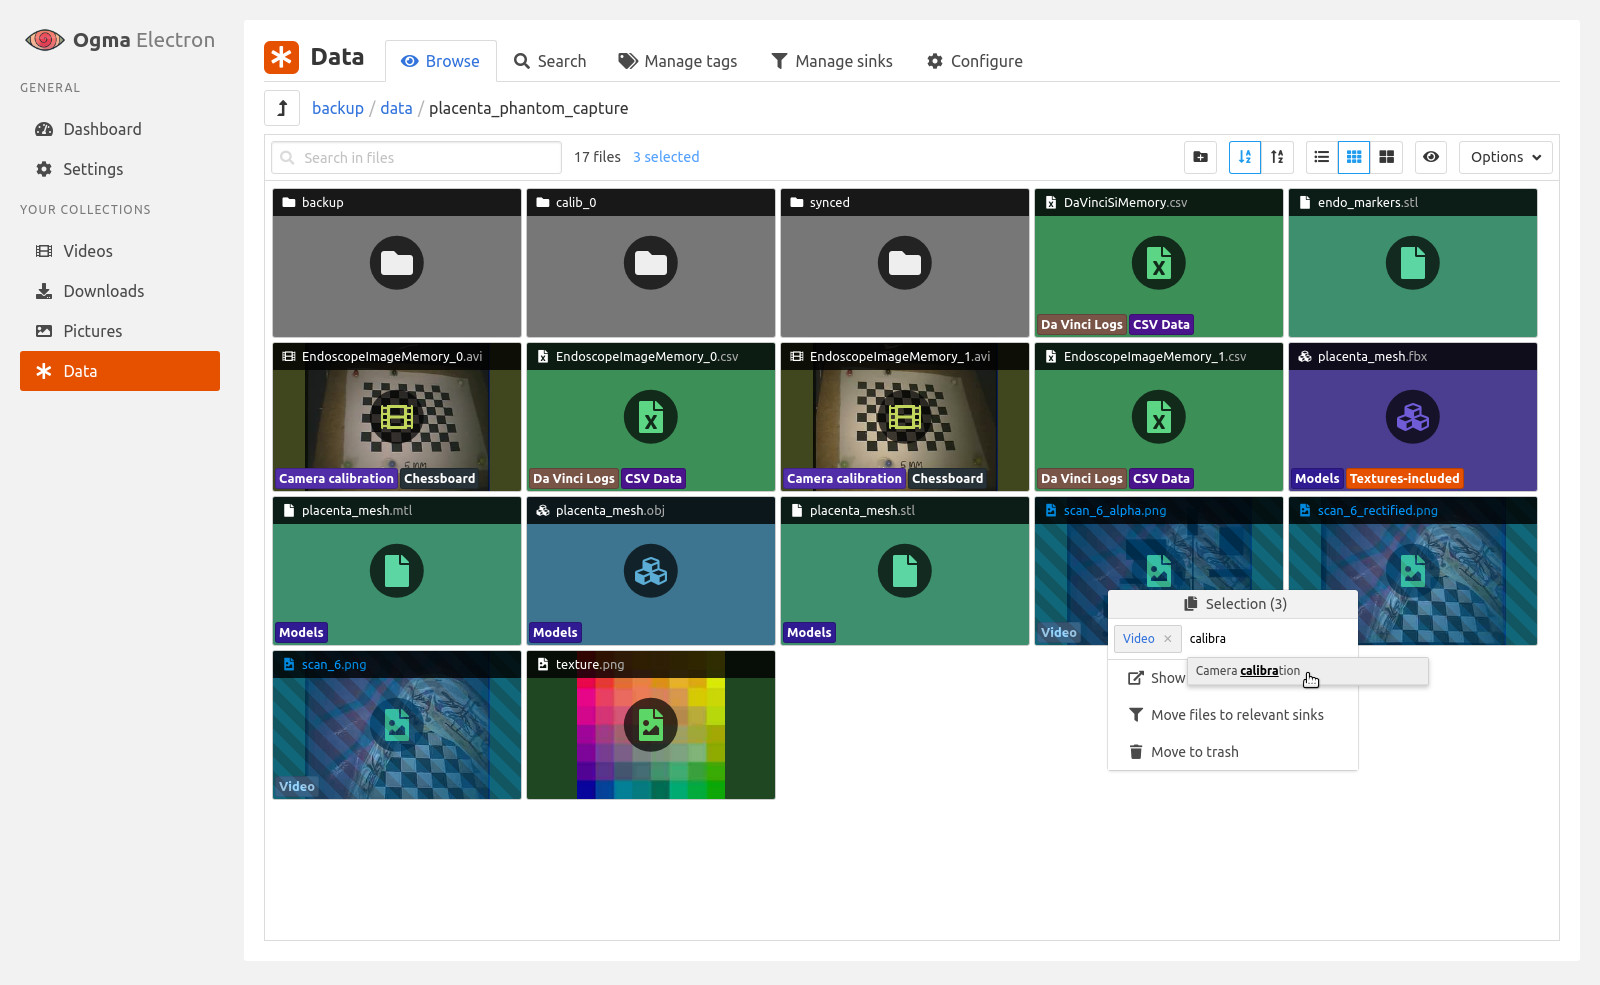 Ogma Electron
GENERAL
Dashboard
Settings
YOUR COLLECTIONS
Videos
Downloads
Pictures
Data
Data
Browse
Search
Manage tags
Manage sinks
Configure
backup / data / placenta_phantom_capture
Search in files
17 files
3 selected
Options
backup
calib_0
synced
DaVinciSiMemory.csv
Da Vinci Logs
CSV Data
endo_markers.stl
EndoscopeImageMemory_0.avi
Camera calibration
Chessboard
EndoscopeImageMemory_0.csv
Da Vinci Logs
CSV Data
EndoscopeImageMemory_1.avi
Camera calibration
Chessboard
EndoscopeImageMemory_1.csv
Da Vinci Logs
CSV Data
placenta_mesh.fbx
Models
Textures-included
placenta_mesh.mtl
Models
placenta_mesh.obj
Models
placenta_mesh.stl
Models
scan_6_alpha.png
Video
scan_6_rectified.png
scan_6.png
Video
texture.png
Selection (3)
Video × calibra
Camera calibration
Show
Move files to relevant sinks
Move to trash